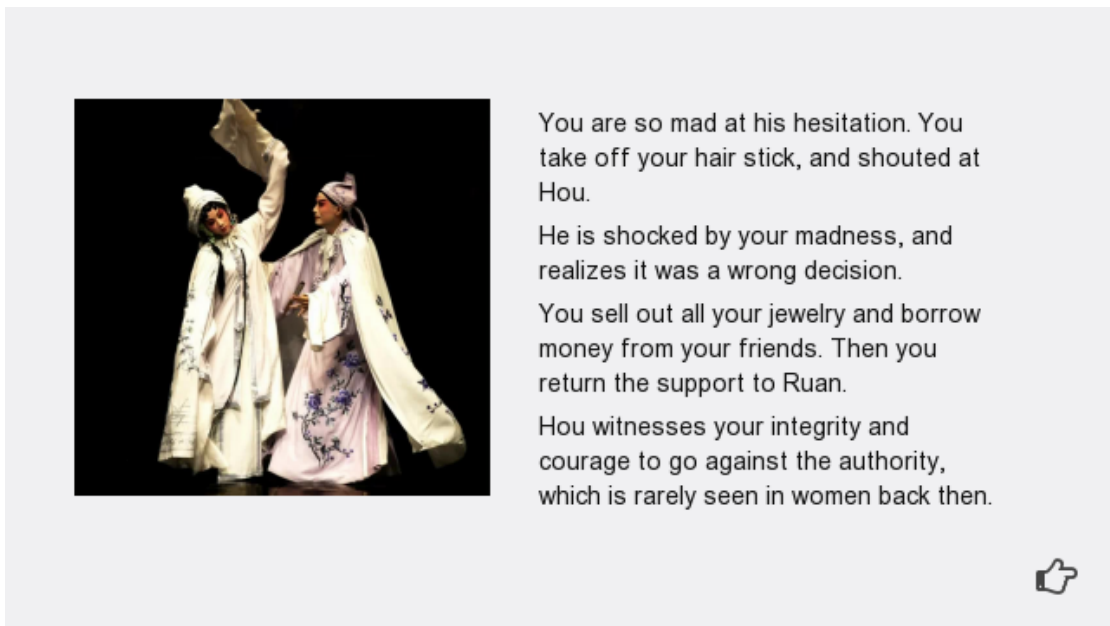 You are so mad at his hesitation. You
take off your hair stick, and shouted at
Hou.
He is shocked by your madness, and
realizes it was a wrong decision.
You sell out all your jewelry and borrow
money from your friends. Then you
return the support to Ruan.
Hou witnesses your integrity and
courage to go against the authority,
which is rarely seen in women back then.